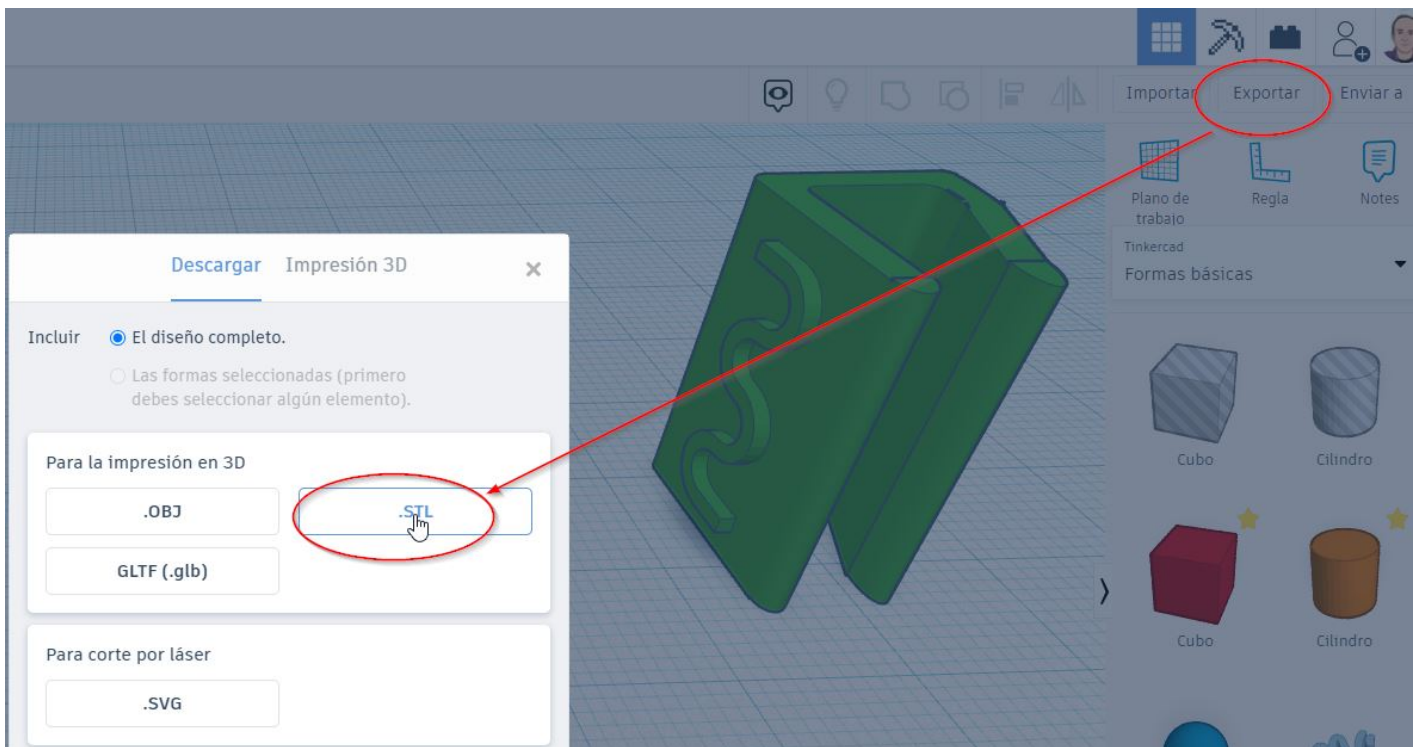 Importar Exportar Enviar a
Plano de
trabajo
Regla
Notes
Tinkercad
Formas básicas
Descargar Impresión 3D
Incluir El diseño completo.
Las formas seleccionadas (primero
debes seleccionar algún elemento).
Para la impresión en 3D
.OBJ .STL
GLTF (.glb)
Para corte por láser
.SVG
Cubo Cilindro
Cubo Cilindro